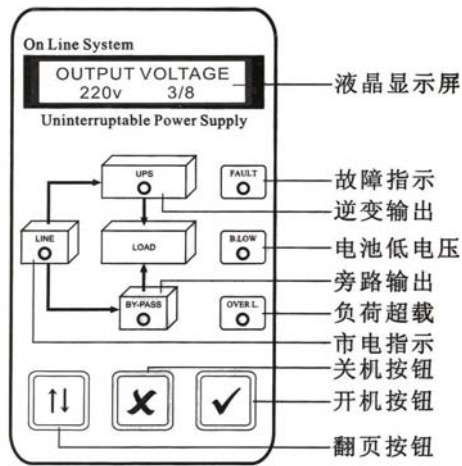 On Line System
OUTPUT VOLTAGE
220v 3/8
Uninterruptable Power Supply
UPS
FAULT
LINE
LOAD
B.LOW
BY-PASS
OVER L.
液晶显示屏
故障指示
逆变输出
电池低电压
旁路输出
负荷超载
市电指示
关机按钮
开机按钮
翻页按钮